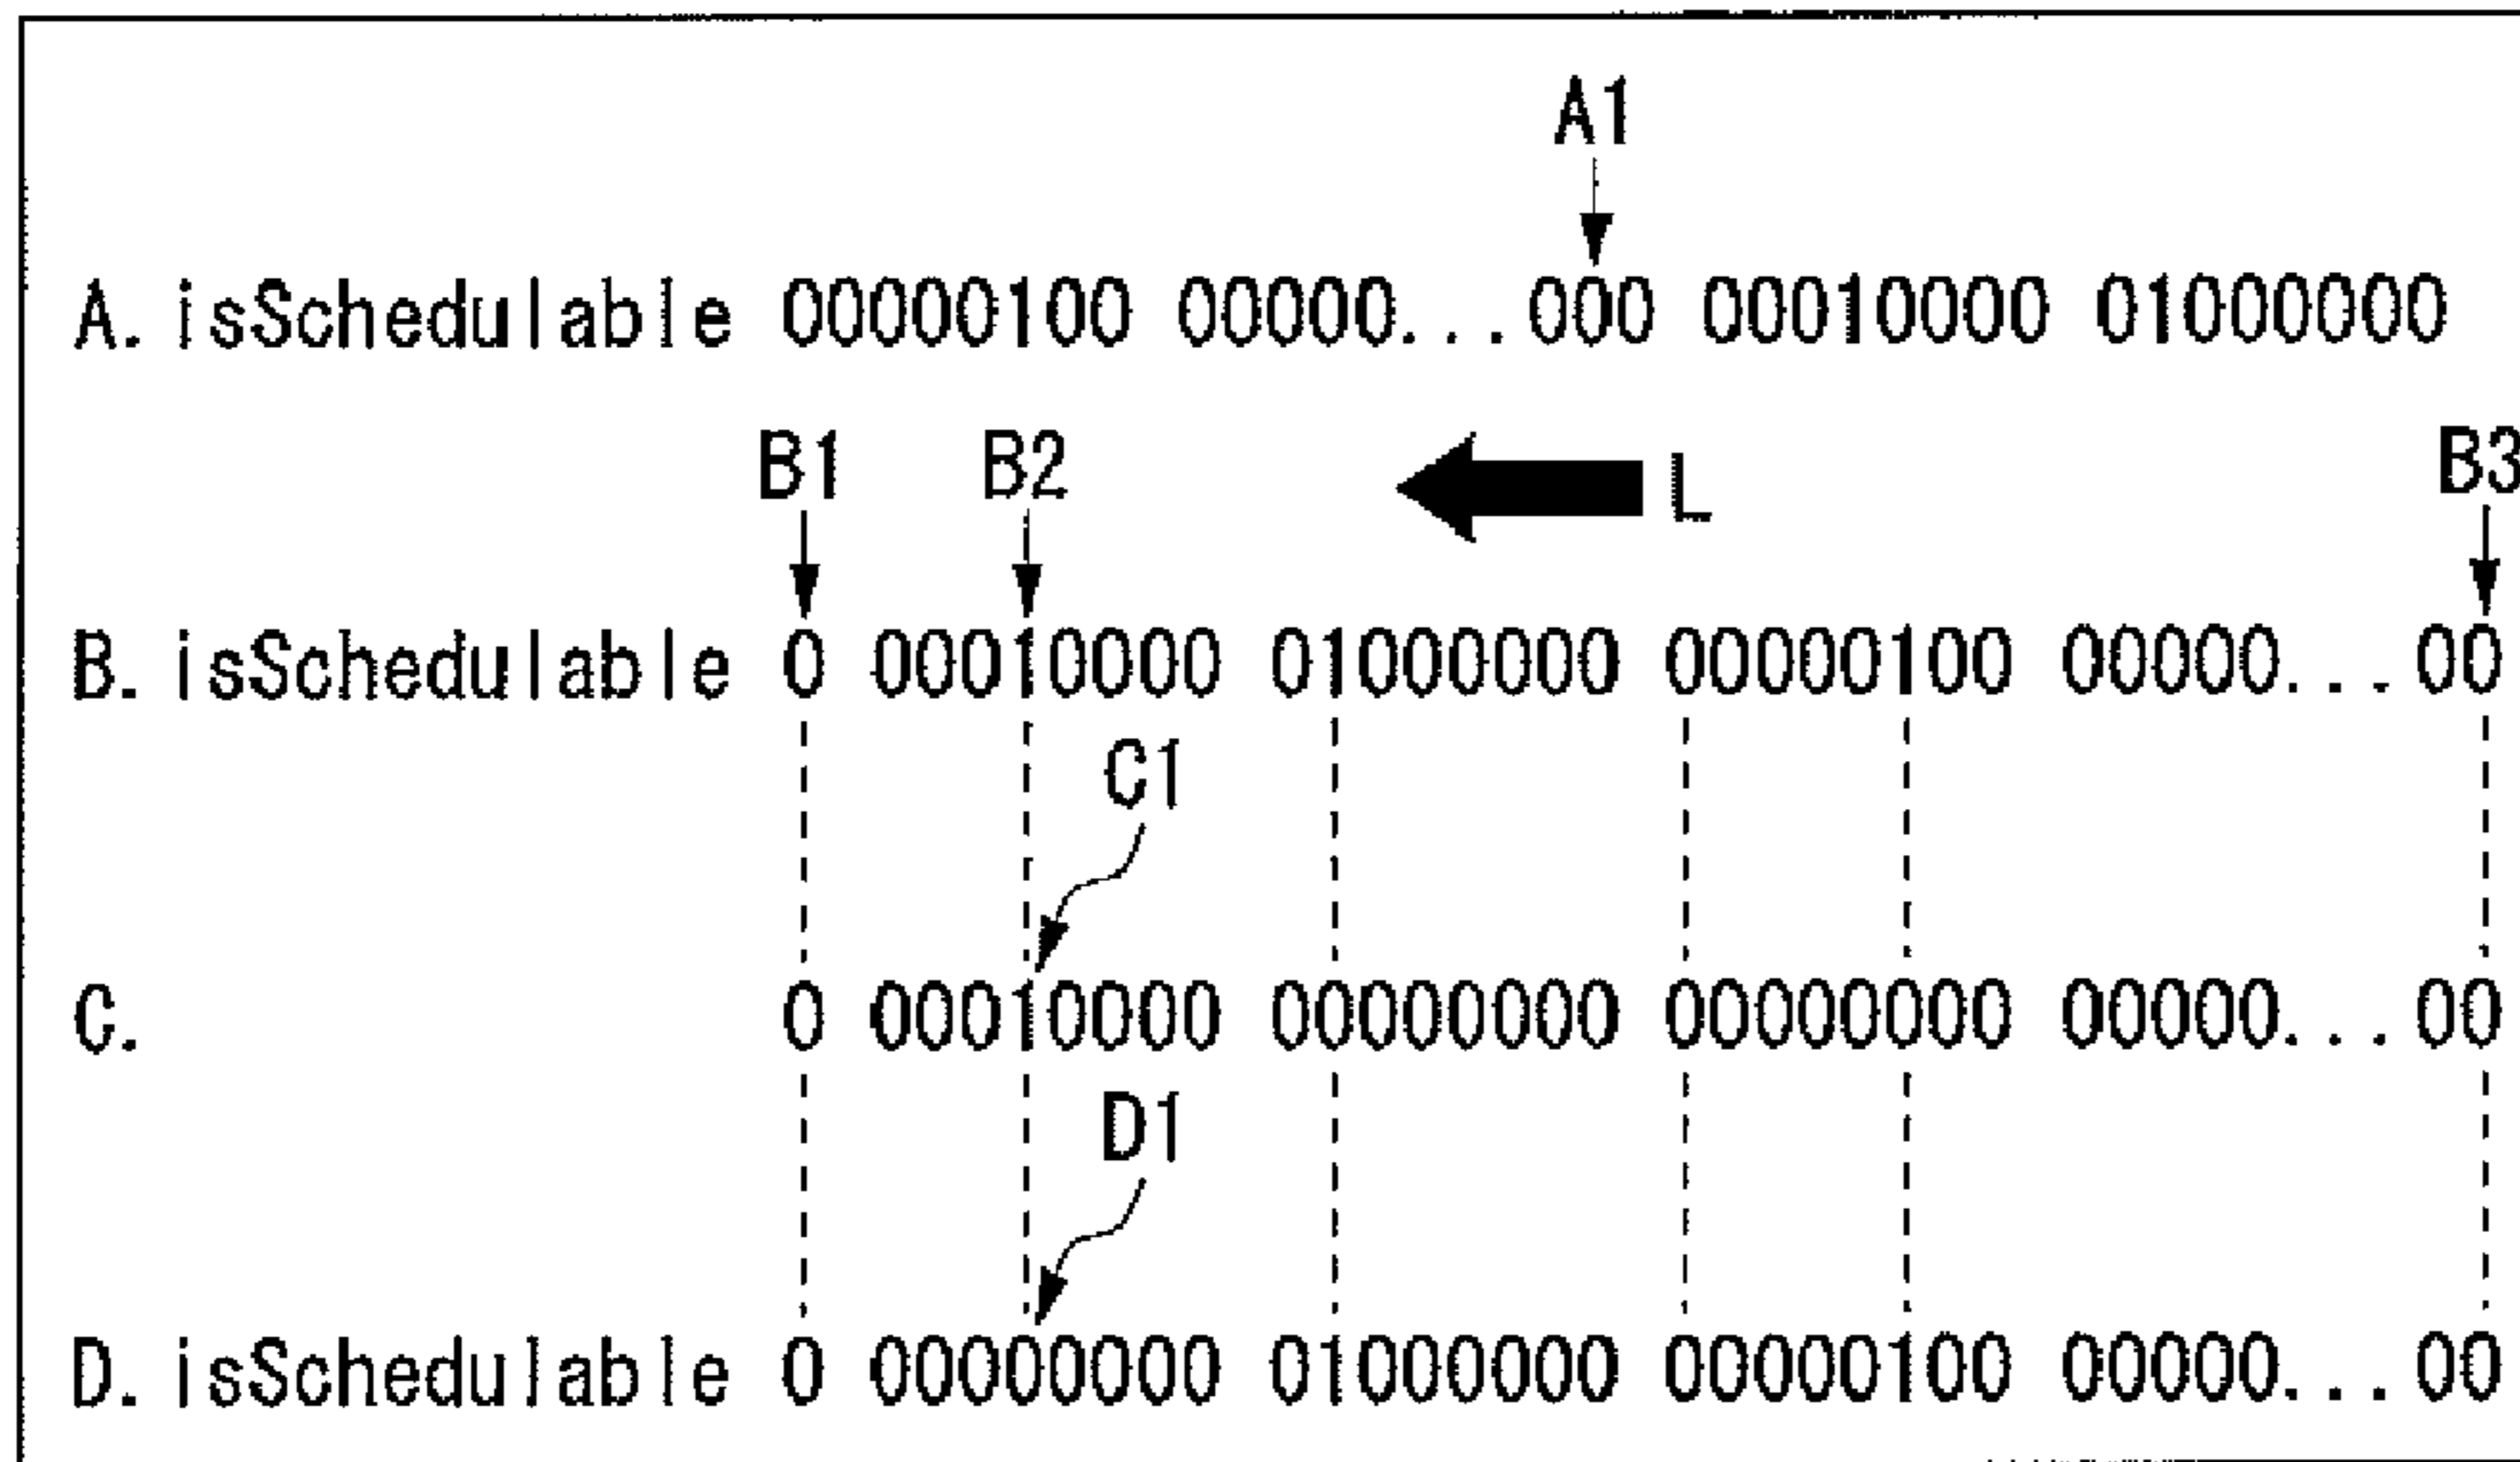 A1
A. isSchedulable 00000100 00000...000 00010000 01000000
B1 B2 L B3
B. isSchedulable 0 00010000 01000000 00000100 00000...00
C1
C. 0 00010000 00000000 00000000 00000...00
D1
D. isSchedulable 0 00000000 01000000 00000100 00000...00